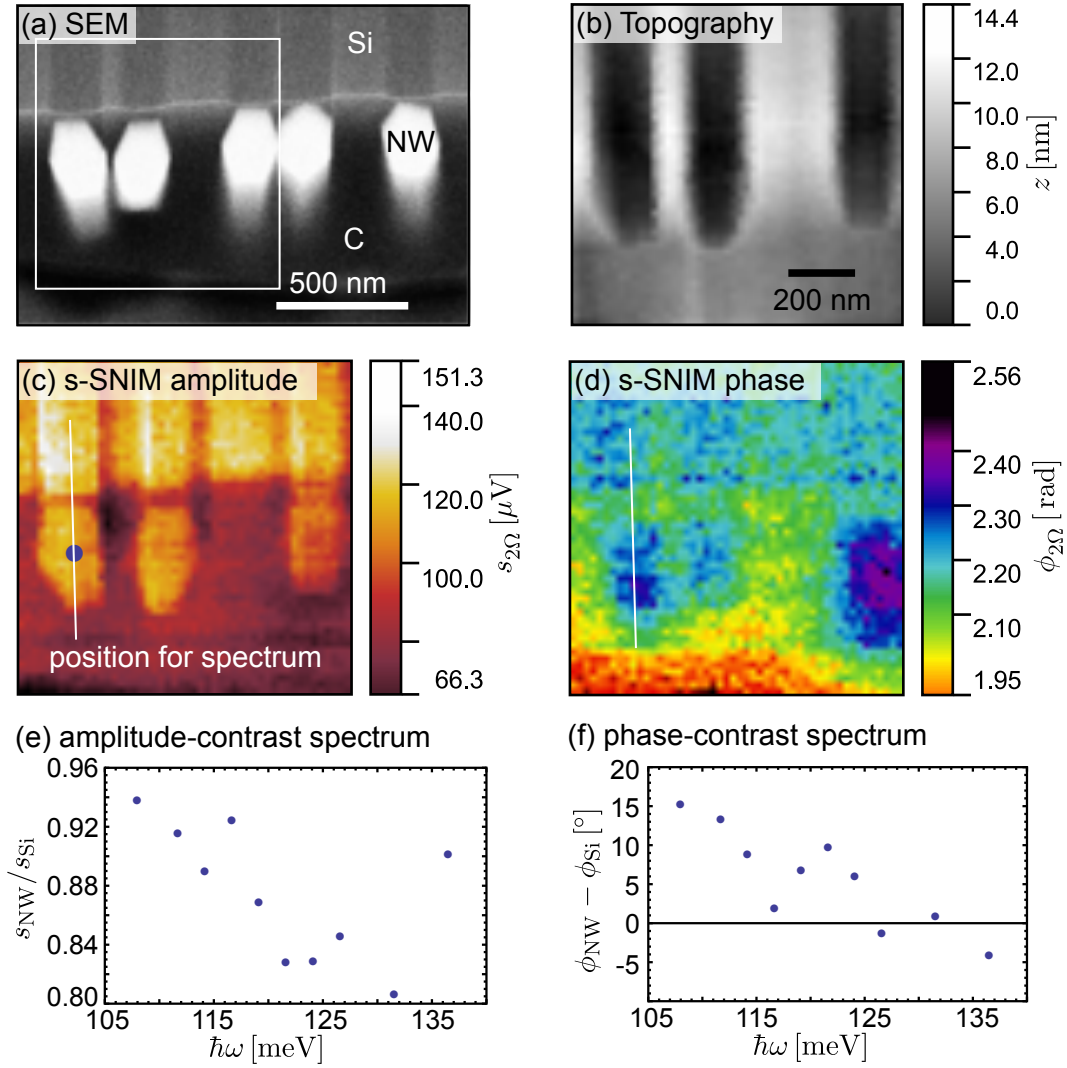 (a) SEM
Si
NW
C
500 nm
(b) Topography
200 nm
14.4
12.0
10.0
8.0
6.0
4.0
0.0
z [nm]
(c) s-SNIM amplitude
position for spectrum
151.3
140.0
120.0
100.0
66.3
s2Ω [µV]
(d) s-SNIM phase
2.56
2.40
2.30
2.20
2.10
1.95
ϕ2Ω [rad]
(e) amplitude-contrast spectrum
0.96
0.92
0.88
0.84
0.80
sNW/sSi
105 115 125 135
ℏω [meV]
(f) phase-contrast spectrum
20
15
10
5
0
-5
ϕNW − ϕSi [°]
105 115 125 135
ℏω [meV]